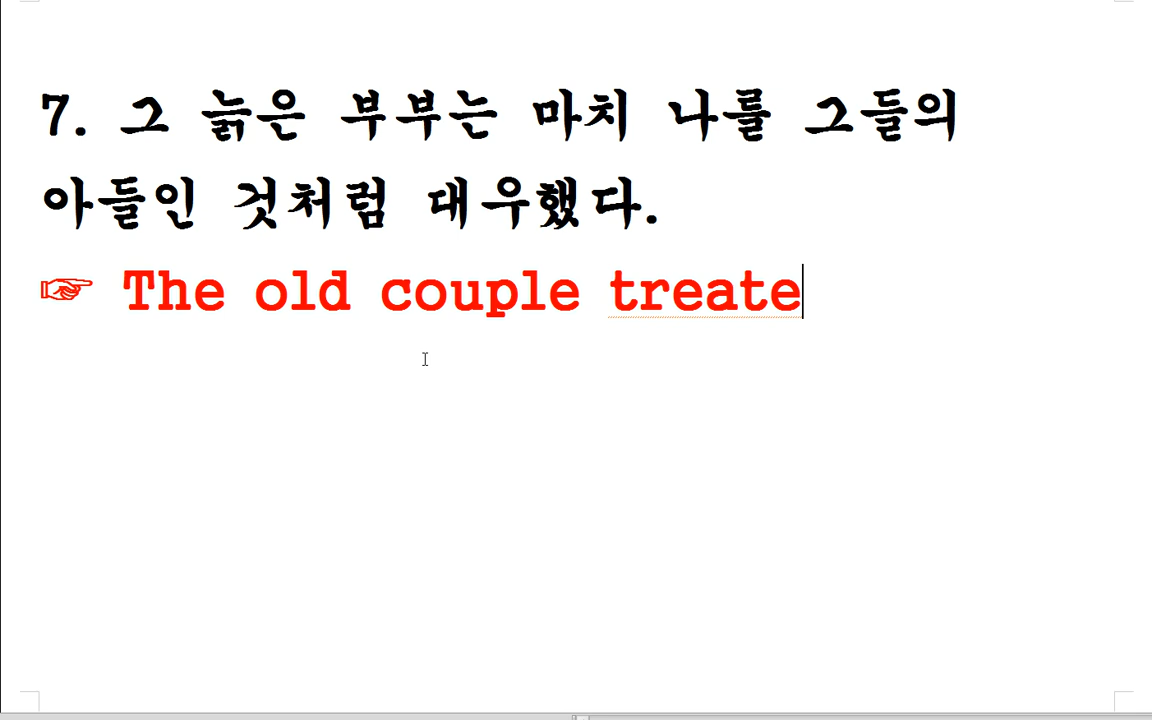 7. 그 늙은 부부는 마치 나를 그들의
아들인 것처럼 대우했다.
☞ The old couple treate